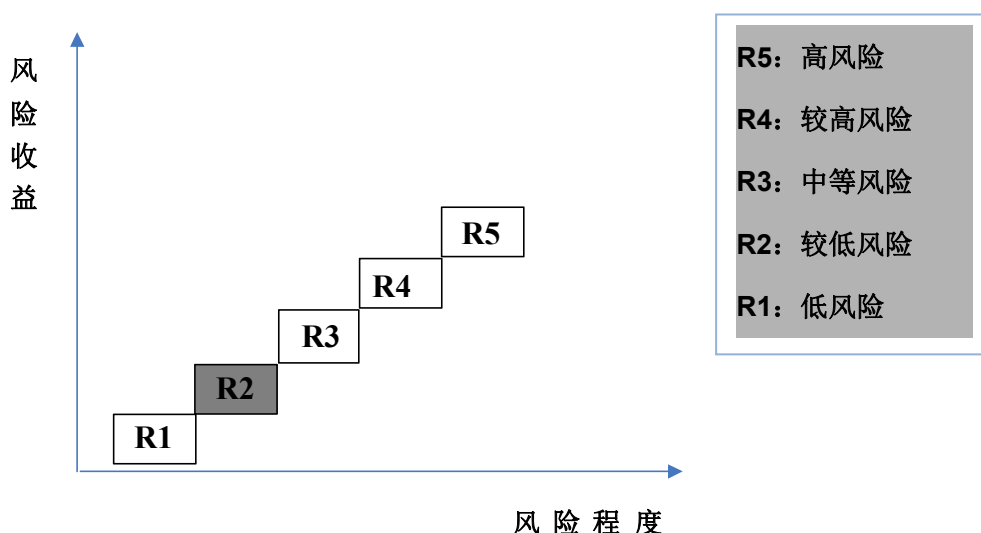 风险收益
R5：高风险
R4：较高风险
R3：中等风险
R2：较低风险
R1：低风险
R5
R4
R3
R2
R1
风险程度